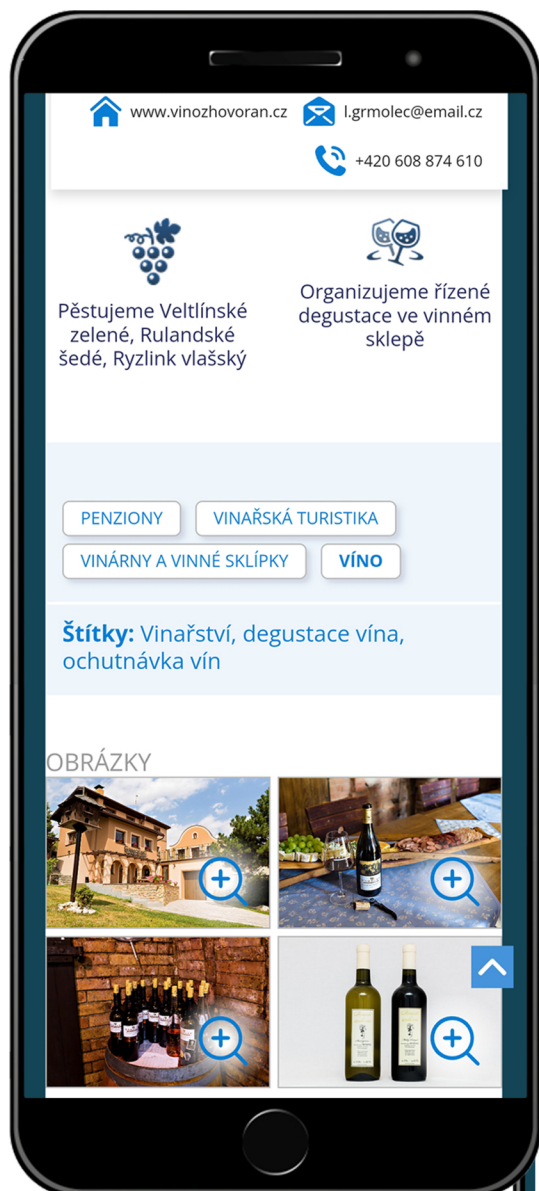 www.vinozhovoran.cz
l.grmolec@email.cz
+420 608 874 610
Pěstujeme Veltlínské
zelené, Rulandské
šedé, Ryzlink vlašský
Organizujeme řízené
degustace ve vinném
sklepě
PENZIONY
VINAŘSKÁ TURISTIKA
VINÁRNY A VINNÉ SKLÍPKY
VÍNO
Štítky: Vinařství, degustace vína,
ochutnávka vín
OBRÁZKY